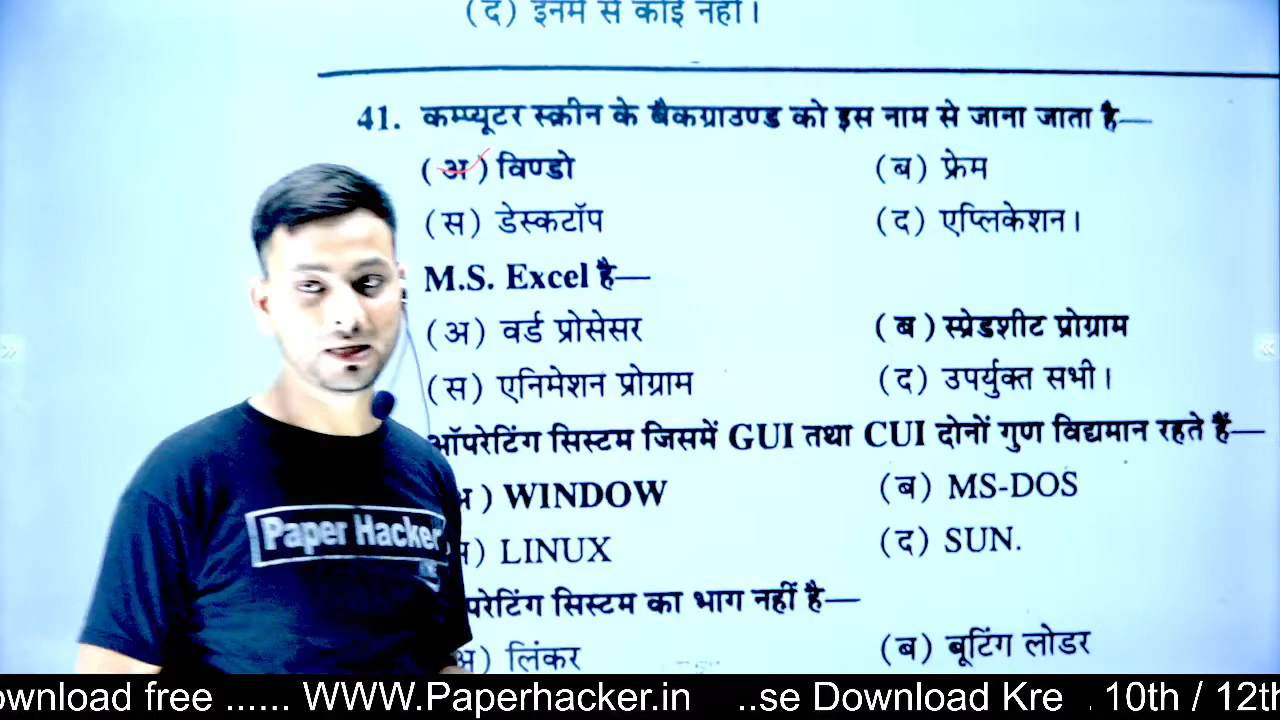 (द) इनमें से कोई नहीं।
41. कम्प्यूटर स्क्रीन के बैकग्राउण्ड को इस नाम से जाना जाता है—
(अ) विण्डो (ब) फ्रेम
(स) डेस्कटॉप (द) एप्लिकेशन।
M.S. Excel है—
(अ) वर्ड प्रोसेसर (ब) स्प्रेडशीट प्रोग्राम
(स) एनिमेशन प्रोग्राम (द) उपर्युक्त सभी।
ऑपरेटिंग सिस्टम जिसमें GUI तथा CUI दोनों गुण विद्यमान रहते हैं—
अ) WINDOW (ब) MS-DOS
) LINUX (द) SUN.
परेटिंग सिस्टम का भाग नहीं है—
अ) लिंकर (ब) बूटिंग लोडर
Paper Hacker
ownload free ...... WWW.Paperhacker.in ..se Download Kre . 10th / 12th